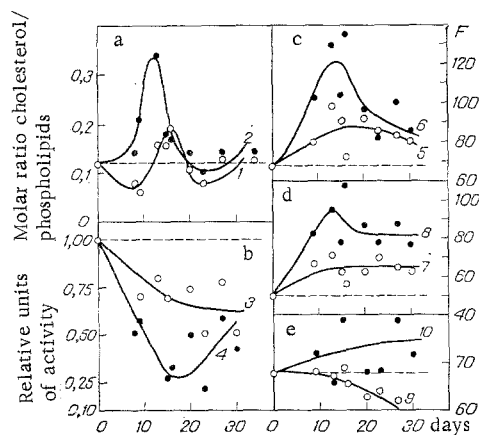 Molar ratio cholesterol/
phospholipids
Relative units
of activity
a
0,3
0,2
0,1
0
2
1
b
1,00
0,75
0,50
0,25
0,10
3
4
0 10 20 30
c
F
120
100
80
60
6
5
d
100
80
60
40
8
7
e
70
60
10
9
0 10 20 30 days